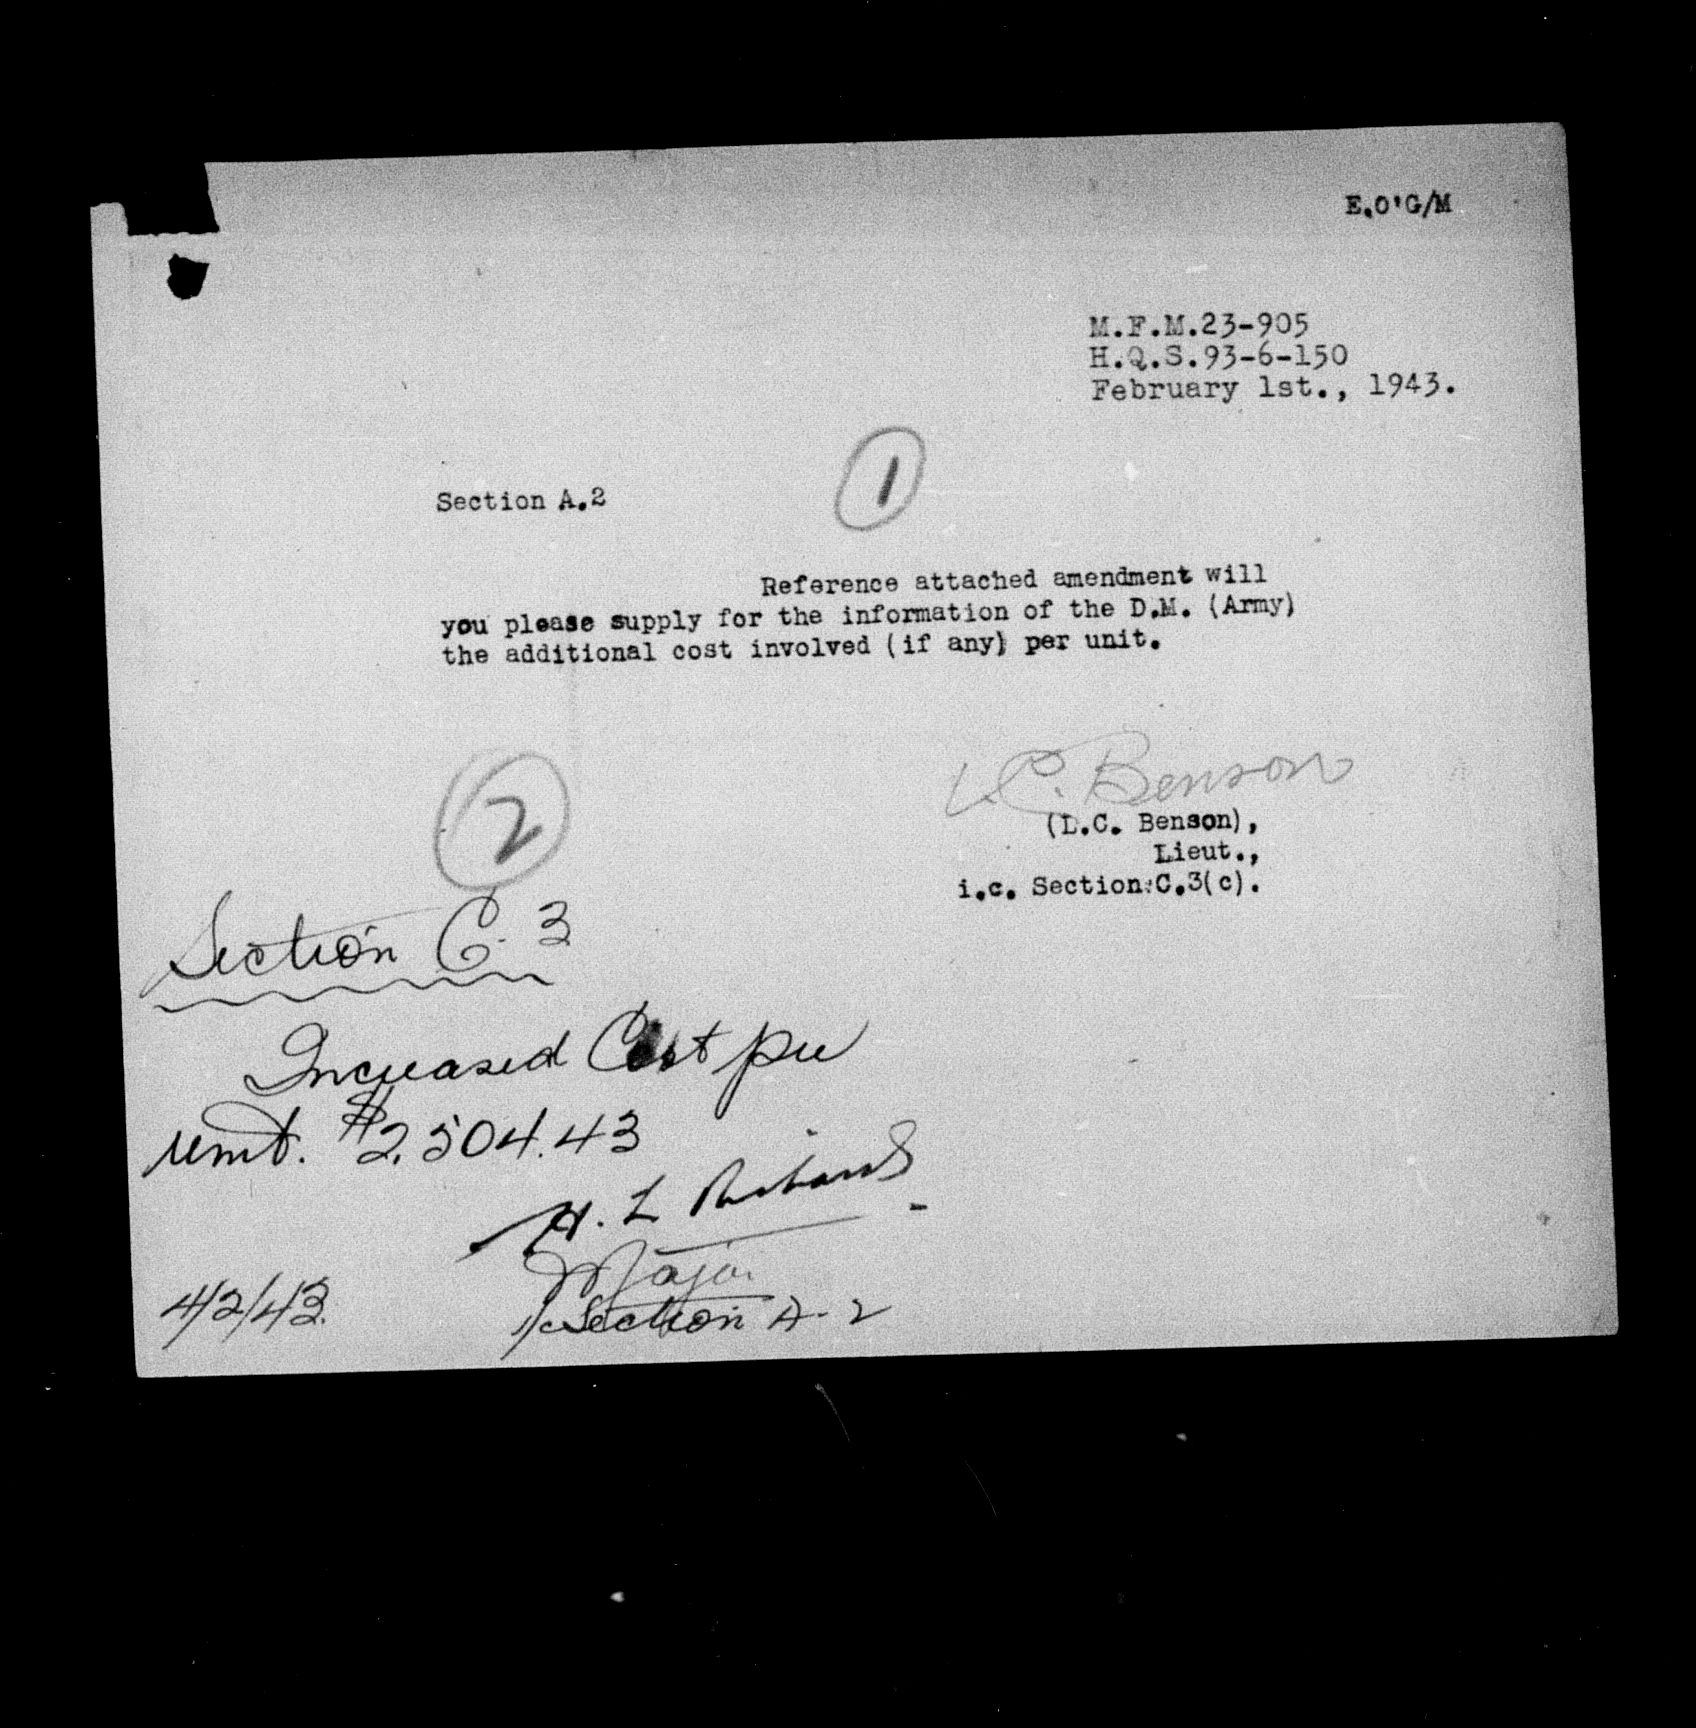 E.O'G/M
M.F.M.23-905
H.Q.S.93-6-150
February 1st., 1943.
1
Section A.2
Reference attached amendment will
you please supply for the information of the D.M. (Army)
the additional cost involved (if any) per unit.
L.C. Benson
(L.C. Benson),
Lieut.,
i.c. Section C.3(c).
2
Section C. 3
Increased Cost per
unit. $2,504.43
H. L Richards
Major
i/c Section A-2
4/2/43.